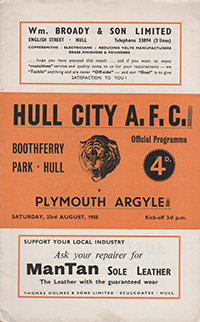 Wm. BROADY & SON LIMITED
ENGLISH STREET · HULL Telephone 33894 (3 lines)
COPPERSMITHS : ELECTRICIANS : REDUCING VALVE MANUFACTURERS
BRASS FINISHERS & FOUNDERS
. . . hope you have enjoyed this match . . . and if you want to enjoy
"matchless" service and quality come to us for your requirements — we
"Tackle" anything and are never "Offside" — and our "Goal" is to give
SATISFACTION TO YOU !
HULL CITY A.F.C.
Official Programme
BOOTHFERRY
PARK · HULL
4D.
PLYMOUTH ARGYLE
SATURDAY, 23rd AUGUST, 1958 Kick-off 3-0 p.m.
SUPPORT YOUR LOCAL INDUSTRY
Ask your repairer for
ManTan SOLE LEATHER
The Leather with the guaranteed wear
THOMAS HOLMES & SONS LIMITED · SCULCOATES · HULL